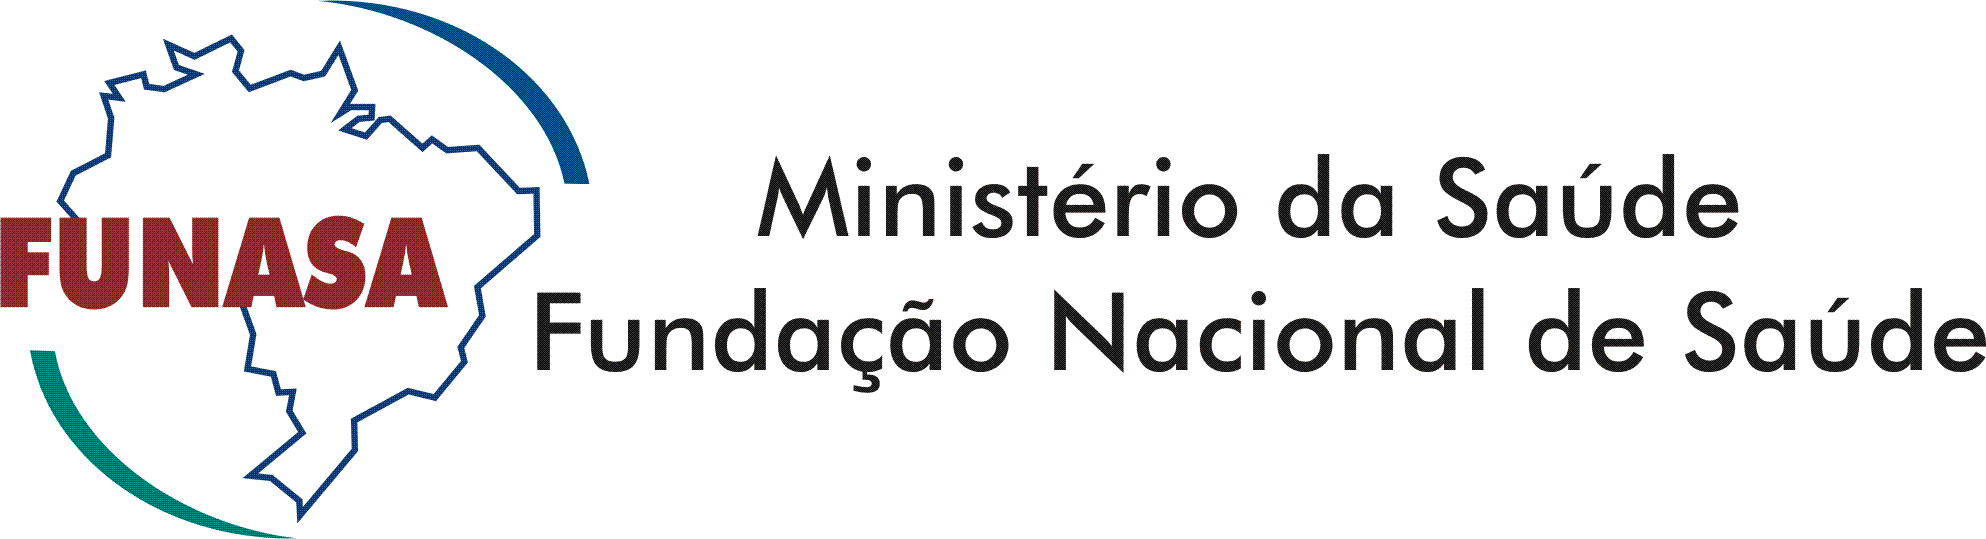 FUNASA
Ministério da Saúde
Fundação Nacional de Saúde